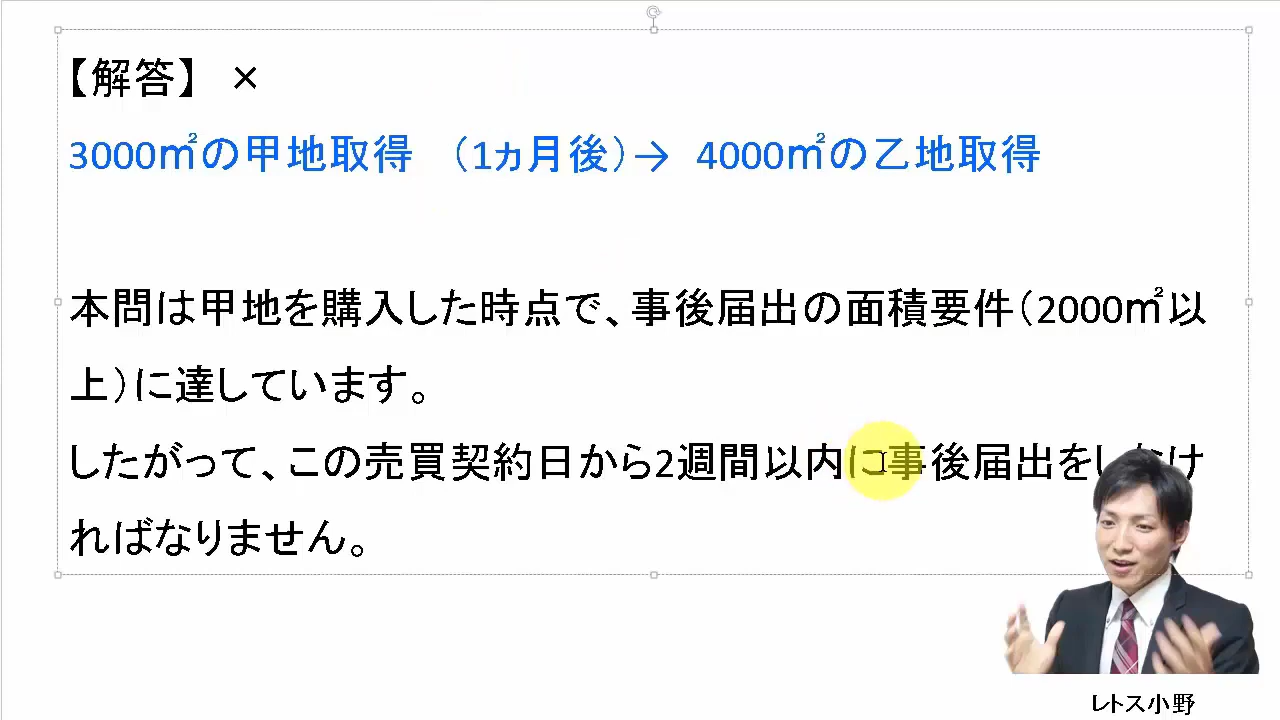 【解答】 ×
3000㎡の甲地取得 （1ヵ月後）→ 4000㎡の乙地取得
本問は甲地を購入した時点で、事後届出の面積要件（2000㎡以
上）に達しています。
したがって、この売買契約日から2週間以内に事後届出をしなけ
ればなりません。
レトス小野